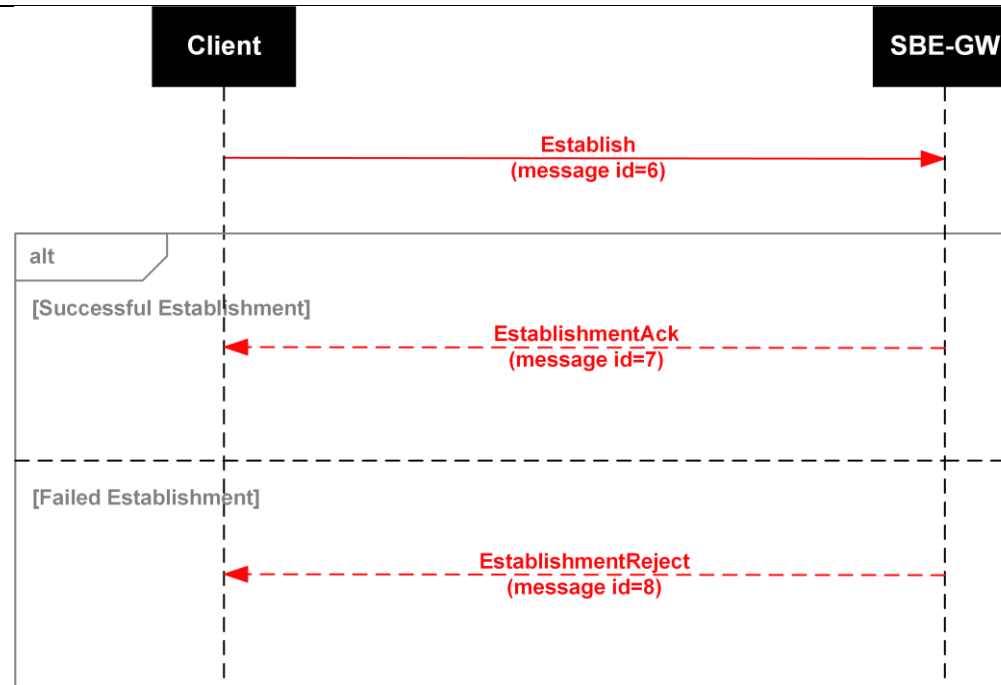 Client
SBE-GW
Establish
(message id=6)
alt
[Successful Establishment]
EstablishmentAck
(message id=7)
[Failed Establishment]
EstablishmentReject
(message id=8)